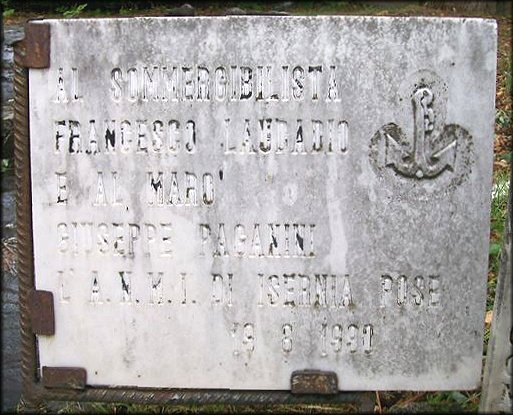 AL SOMMERGIBILISTA
FRANCESCO LAUDADIO
E AL MARO'
GIUSEPPE PAGANINI
L'A.N.M.I. DI ISERNIA POSE
19 8 1990